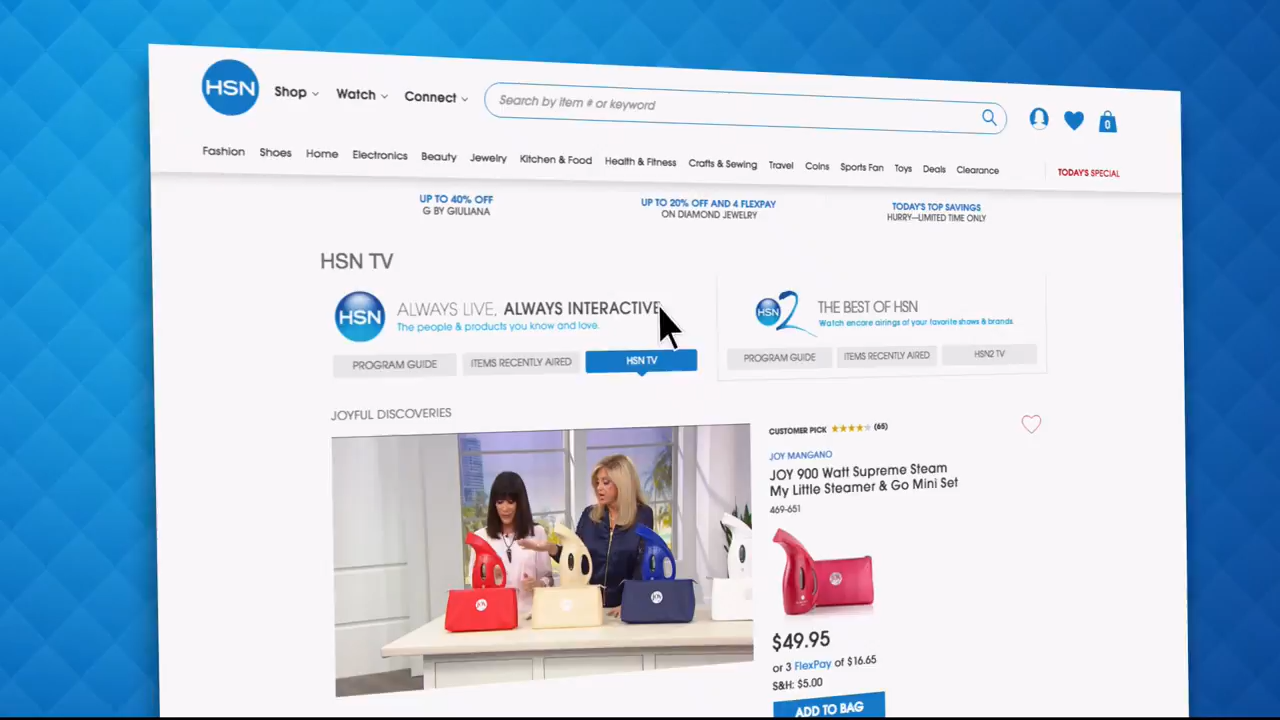 HSN
Shop
Watch
Connect
Search by item # or keyword
0
Fashion
Shoes
Home
Electronics
Beauty
Jewelry
Kitchen & Food
Health & Fitness
Crafts & Sewing
Travel
Coins
Sports Fan
Toys
Deals
Clearance
TODAY'S SPECIAL
UP TO 40% OFF
G BY GIULIANA
UP TO 20% OFF AND 4 FLEXPAY
ON DIAMOND JEWELRY
TODAY'S TOP SAVINGS
HURRY—LIMITED TIME ONLY
HSN TV
HSN
ALWAYS LIVE, ALWAYS INTERACTIVE
The people & products you know and love.
PROGRAM GUIDE
ITEMS RECENTLY AIRED
HSN TV
HSN 2
THE BEST OF HSN
Watch encore airings of your favorite shows & brands.
PROGRAM GUIDE
ITEMS RECENTLY AIRED
HSN2 TV
JOYFUL DISCOVERIES
CUSTOMER PICK
(65)
JOY MANGANO
JOY 900 Watt Supreme Steam
My Little Steamer & Go Mini Set
469-651
$49.95
or 3 FlexPay of $16.65
S&H: $5.00
ADD TO BAG